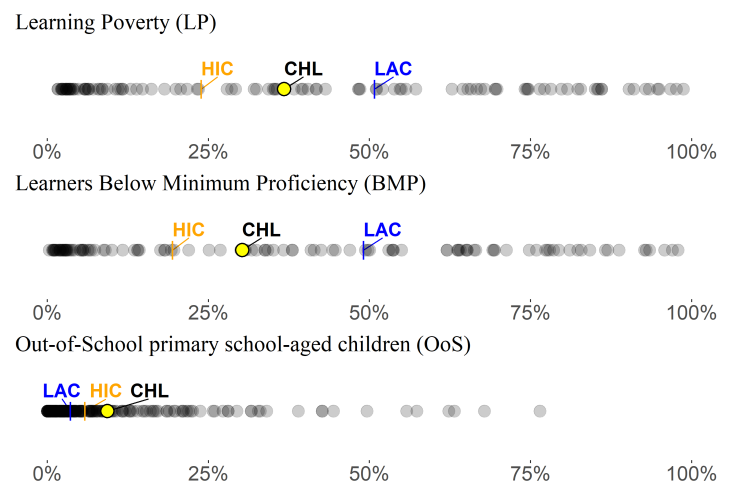 Learning Poverty (LP)
HIC CHL LAC
0% 25% 50% 75% 100%
Learners Below Minimum Proficiency (BMP)
HIC CHL LAC
0% 25% 50% 75% 100%
Out-of-School primary school-aged children (OoS)
LAC HIC CHL
0% 25% 50% 75% 100%